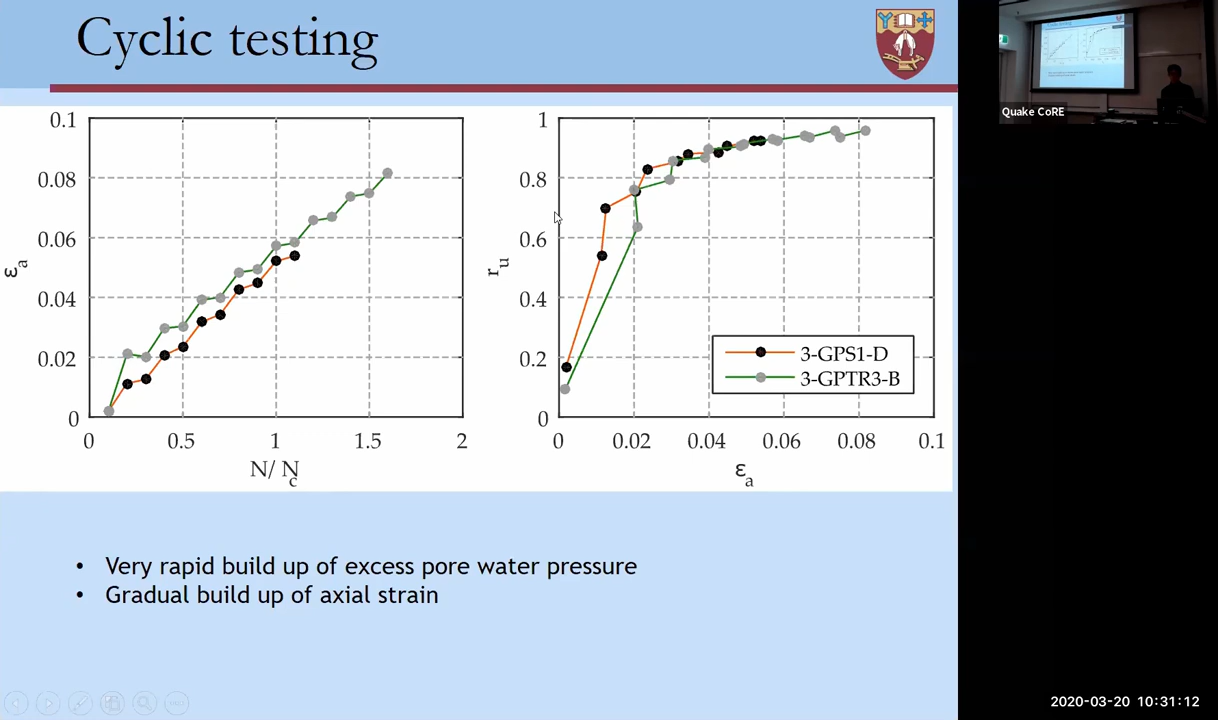 Cyclic testing
0.1
0.08
0.06
0.04
0.02
0
εa
0
0.5
1
1.5
2
N/ Nc
1
0.8
0.6
0.4
0.2
0
ru
0
0.02
0.04
0.06
0.08
0.1
εa
3-GPS1-D
3-GPTR3-B
• Very rapid build up of excess pore water pressure
• Gradual build up of axial strain
Quake CoRE
2020-03-20 10:31:12